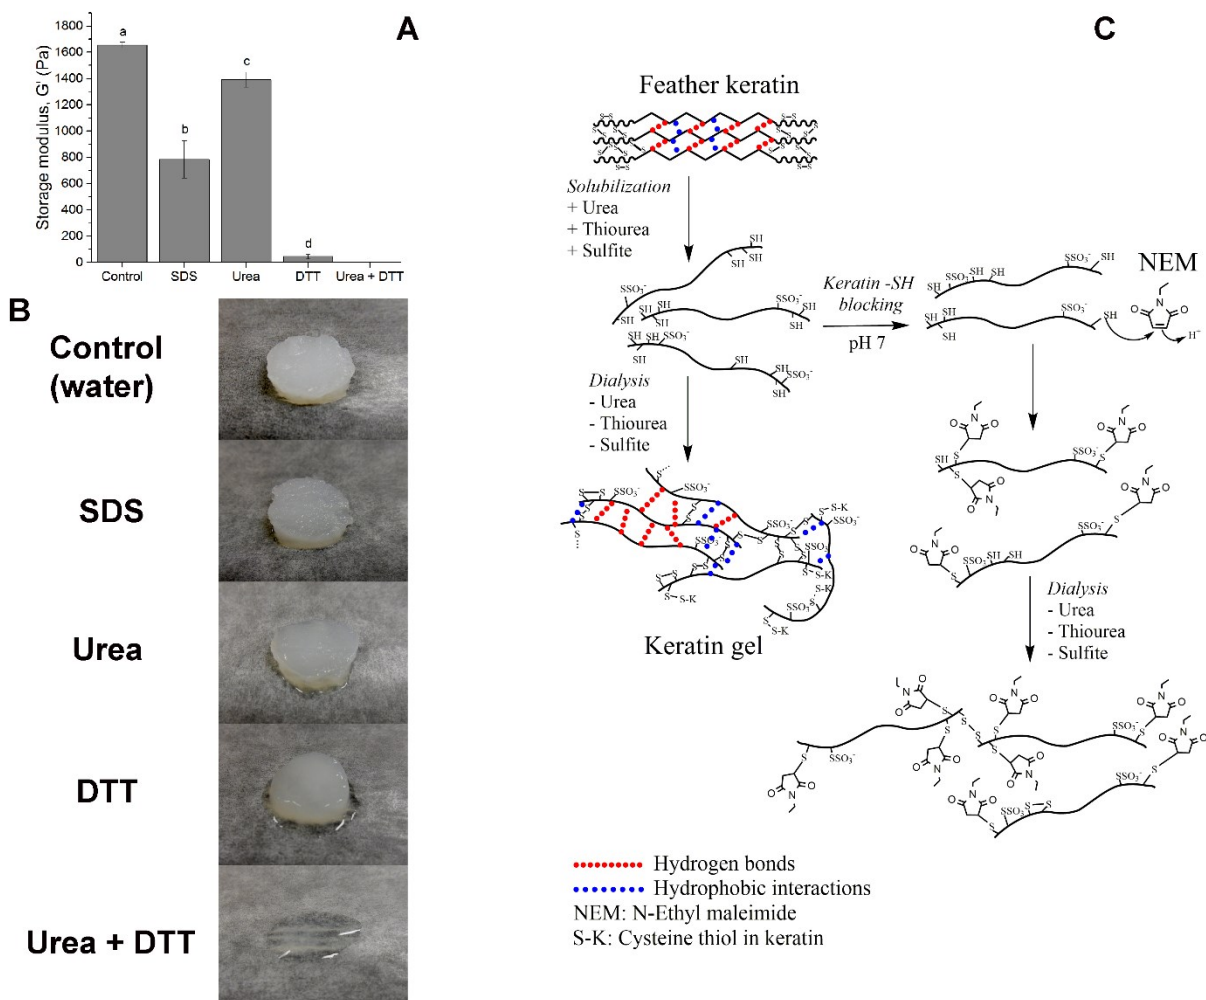 A
Storage modulus, G' (Pa)
1800
1600
1400
1200
1000
800
600
400
200
0
a
b
c
d
Control
SDS
Urea
DTT
Urea + DTT
B
Control
(water)
SDS
Urea
DTT
Urea + DTT
C
Feather keratin
Solubilization
+ Urea
+ Thiourea
+ Sulfite
Keratin -SH
blocking
pH 7
NEM
Dialysis
- Urea
- Thiourea
- Sulfite
Keratin gel
Dialysis
- Urea
- Thiourea
- Sulfite
Hydrogen bonds
Hydrophobic interactions
NEM: N-Ethyl maleimide
S-K: Cysteine thiol in keratin